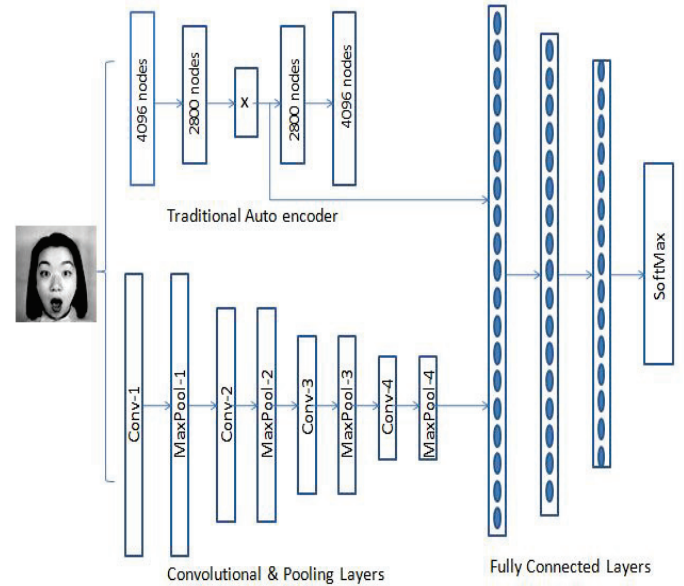 4096 nodes
2800 nodes
X
2800 nodes
4096 nodes
Traditional Auto encoder
Conv-1
MaxPool-1
Conv-2
MaxPool-2
Conv-3
MaxPool-3
Conv-4
MaxPool-4
SoftMax
Convolutional & Pooling Layers
Fully Connected Layers